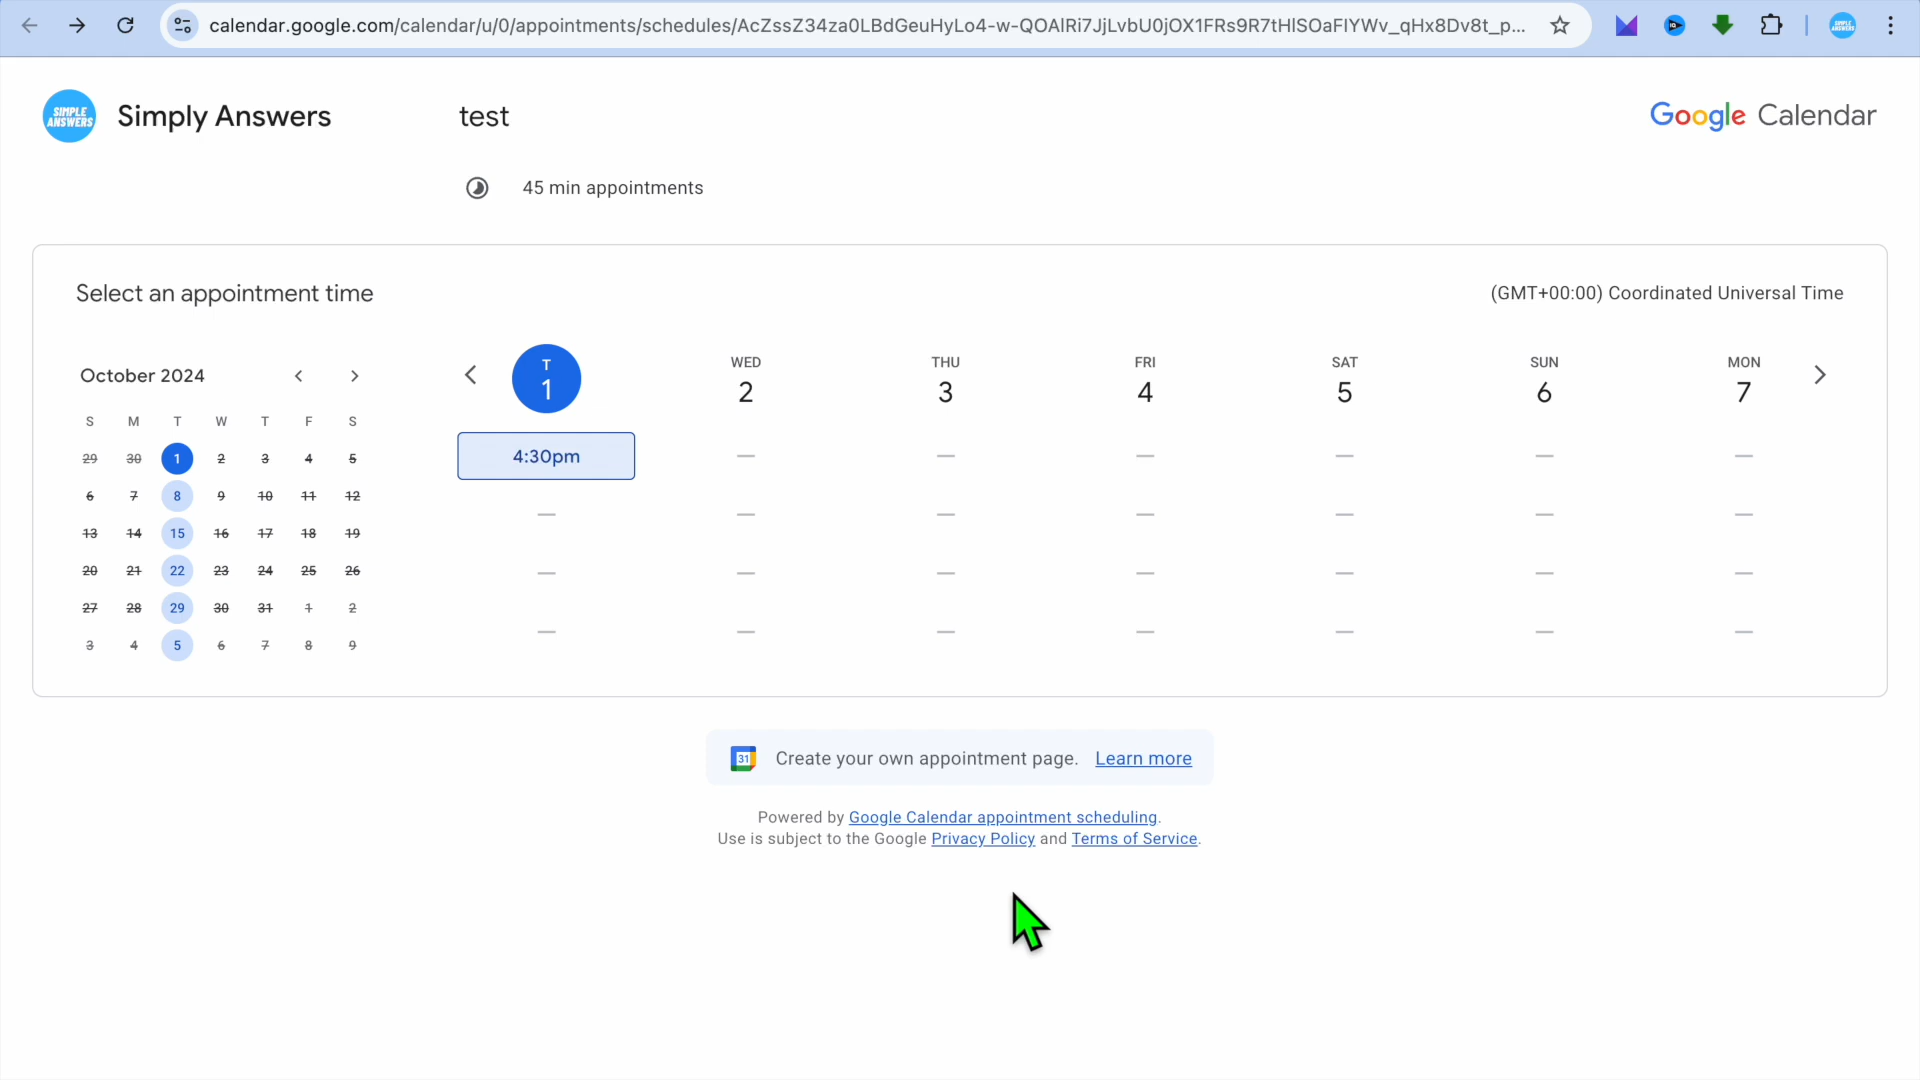 calendar.google.com/calendar/u/0/appointments/schedules/AcZssZ34za0LBdGeuHyLo4-w-QOAlRi7JjLvbU0jOX1FRs9R7tHlSOaFIYWv_qHx8Dv8t_p...
SIMPLE ANSWERS
Simply Answers
test
Google Calendar
45 min appointments
Select an appointment time
(GMT+00:00) Coordinated Universal Time
October 2024
S M T W T F S
29 30 1 2 3 4 5
6 7 8 9 10 11 12
13 14 15 16 17 18 19
20 21 22 23 24 25 26
27 28 29 30 31 1 2
3 4 5 6 7 8 9
T WED THU FRI SAT SUN MON
1 2 3 4 5 6 7
4:30pm — — — — — —
— — — — — — —
— — — — — — —
— — — — — — —
31 Create your own appointment page. Learn more
Powered by Google Calendar appointment scheduling.
Use is subject to the Google Privacy Policy and Terms of Service.